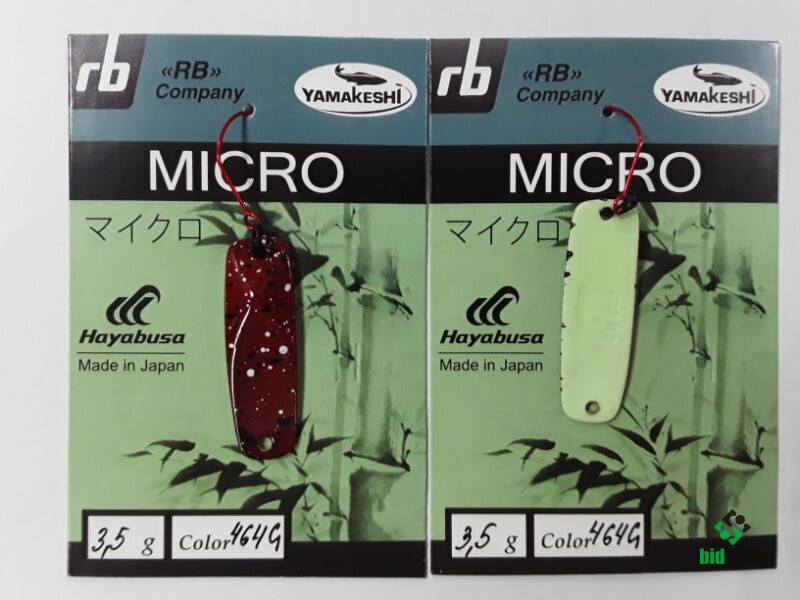 rb
«RB»
Company
YAMAKESHI
MICRO
マイクロ
Hayabusa
Made in Japan
3,5 g
Color 464G
rb
«RB»
Company
YAMAKESHI
MICRO
マイクロ
Hayabusa
Made in Japan
3,5 g
Color 464G
bid